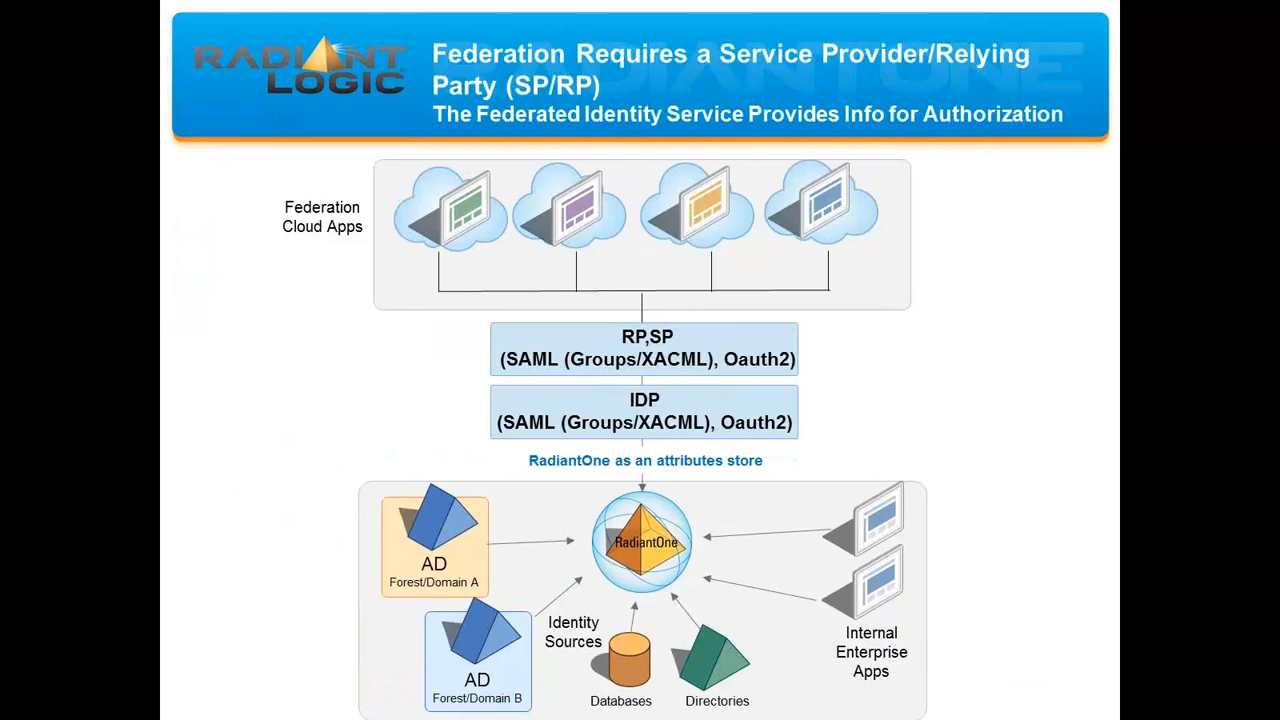 RADIANT
LOGIC
Federation Requires a Service Provider/Relying
Party (SP/RP)
The Federated Identity Service Provides Info for Authorization
RADIANTONE
Federation
Cloud Apps
RP,SP
(SAML (Groups/XACML), Oauth2)
IDP
(SAML (Groups/XACML), Oauth2)
RadiantOne as an attributes store
AD
Forest/Domain A
RadiantOne
AD
Forest/Domain B
Identity
Sources
Databases
Directories
Internal
Enterprise
Apps